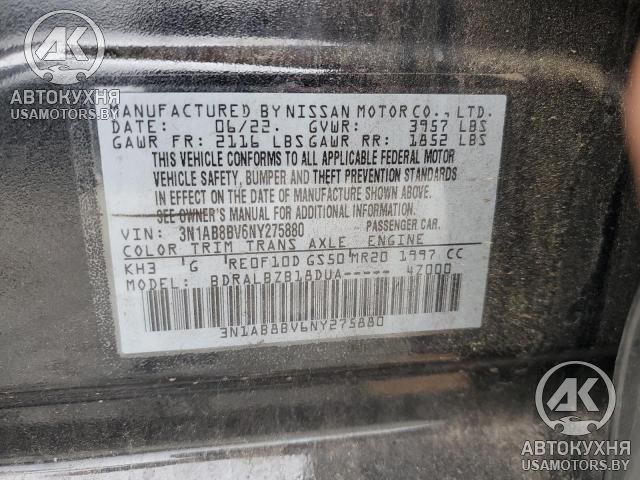 AK
АВТОКУХНЯ
USAMOTORS.BY
MANUFACTURED BY NISSAN MOTOR CO., LTD.
DATE: 06/22. GVWR: 3957 LBS
GAWR FR: 2116 LBS GAWR RR: 1852 LBS
THIS VEHICLE CONFORMS TO ALL APPLICABLE FEDERAL MOTOR
VEHICLE SAFETY, BUMPER AND THEFT PREVENTION STANDARDS
IN EFFECT ON THE DATE OF MANUFACTURE SHOWN ABOVE.
SEE OWNER'S MANUAL FOR ADDITIONAL INFORMATION.
VIN: 3N1AB8BV6NY275880 PASSENGER CAR.
COLOR TRIM TRANS AXLE ENGINE
KH3 G RE0F10D GS50 MR20 1997 CC
MODEL: BDRALBZB18DUA----- 47000
3N1AB8BV6NY275880
AK
АВТОКУХНЯ
USAMOTORS.BY